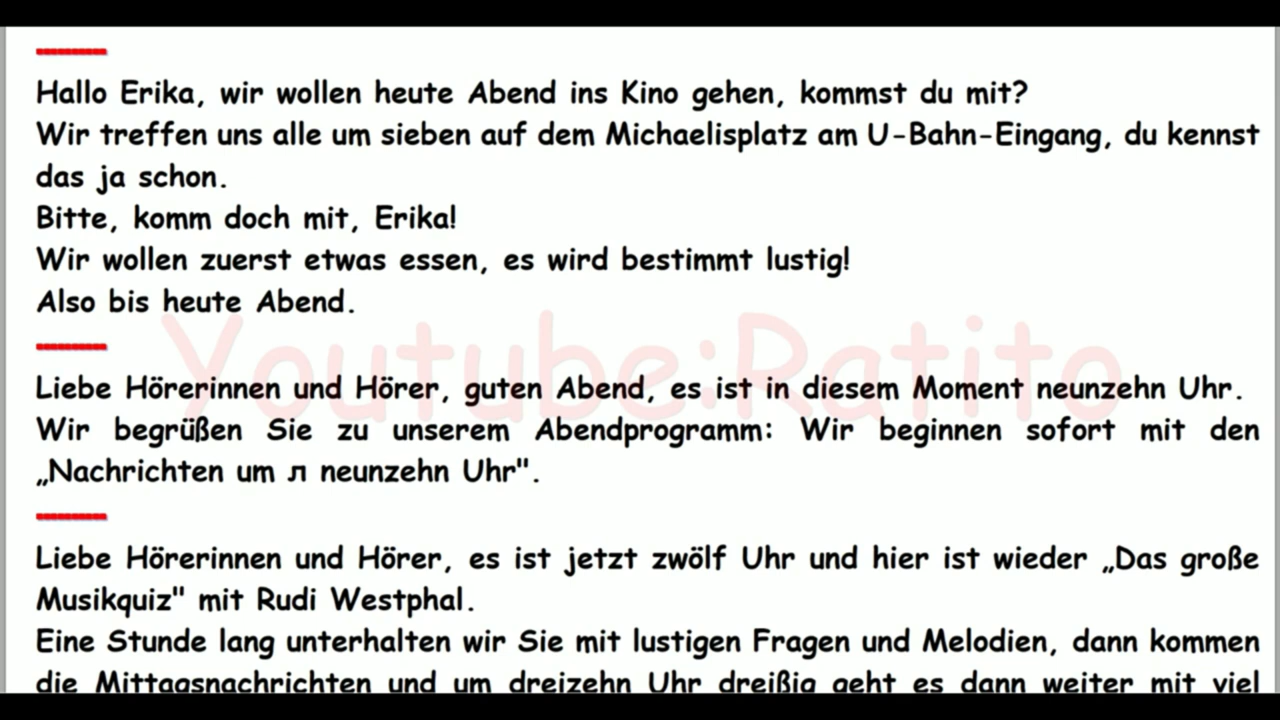 Hallo Erika, wir wollen heute Abend ins Kino gehen, kommst du mit?
Wir treffen uns alle um sieben auf dem Michaelisplatz am U-Bahn-Eingang, du kennst
das ja schon.
Bitte, komm doch mit, Erika!
Wir wollen zuerst etwas essen, es wird bestimmt lustig!
Also bis heute Abend.
Youtube:Ratito
Liebe Hörerinnen und Hörer, guten Abend, es ist in diesem Moment neunzehn Uhr.
Wir begrüßen Sie zu unserem Abendprogramm: Wir beginnen sofort mit den
„Nachrichten um л neunzehn Uhr".
Liebe Hörerinnen und Hörer, es ist jetzt zwölf Uhr und hier ist wieder „Das große
Musikquiz" mit Rudi Westphal.
Eine Stunde lang unterhalten wir Sie mit lustigen Fragen und Melodien, dann kommen
die Mittagsnachrichten und um dreizehn Uhr dreißig geht es dann weiter mit viel